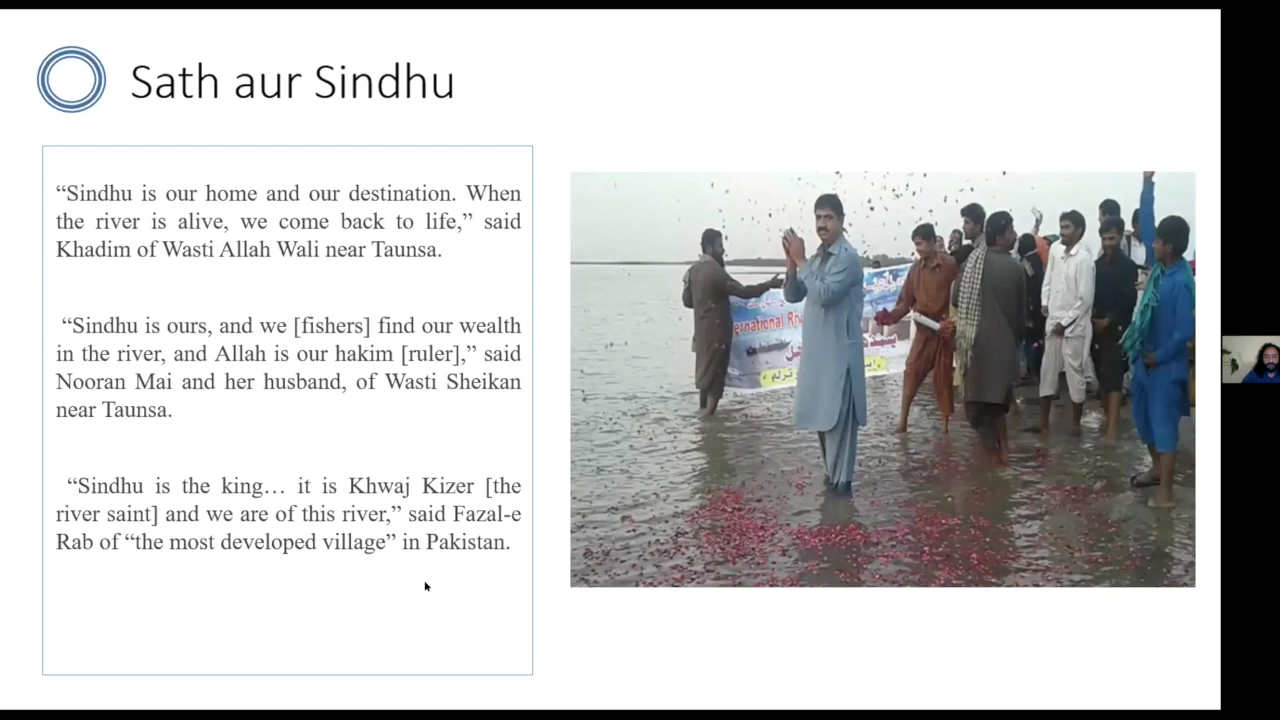 Sath aur Sindhu
“Sindhu is our home and our destination. When
the river is alive, we come back to life,” said
Khadim of Wasti Allah Wali near Taunsa.
“Sindhu is ours, and we [fishers] find our wealth
in the river, and Allah is our hakim [ruler],” said
Nooran Mai and her husband, of Wasti Sheikan
near Taunsa.
“Sindhu is the king… it is Khwaj Kizer [the
river saint] and we are of this river,” said Fazal-e
Rab of “the most developed village” in Pakistan.
ernational